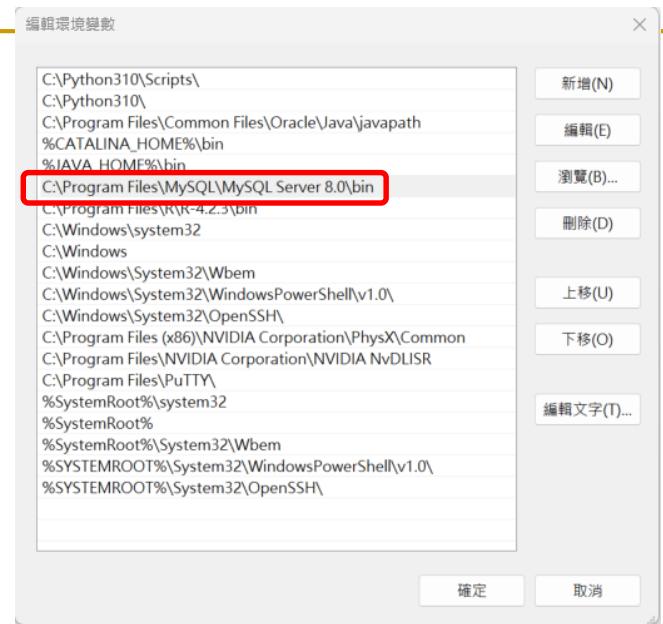 編輯環境變數
C:\Python310\Scripts\
C:\Python310\
C:\Program Files\Common Files\Oracle\Java\javapath
%CATALINA_HOME%\bin
%JAVA_HOME%\bin
C:\Program Files\MySQL\MySQL Server 8.0\bin
C:\Program Files\R\R-4.2.3\bin
C:\Windows\system32
C:\Windows
C:\Windows\System32\Wbem
C:\Windows\System32\WindowsPowerShell\v1.0\
C:\Windows\System32\OpenSSH\
C:\Program Files (x86)\NVIDIA Corporation\PhysX\Common
C:\Program Files\NVIDIA Corporation\NVIDIA NvDLISR
C:\Program Files\PuTTY\
%SystemRoot%\system32
%SystemRoot%
%SystemRoot%\System32\Wbem
%SYSTEMROOT%\System32\WindowsPowerShell\v1.0\
%SYSTEMROOT%\System32\OpenSSH\
新增(N)
編輯(E)
瀏覽(B)...
刪除(D)
上移(U)
下移(O)
編輯文字(T)...
確定
取消